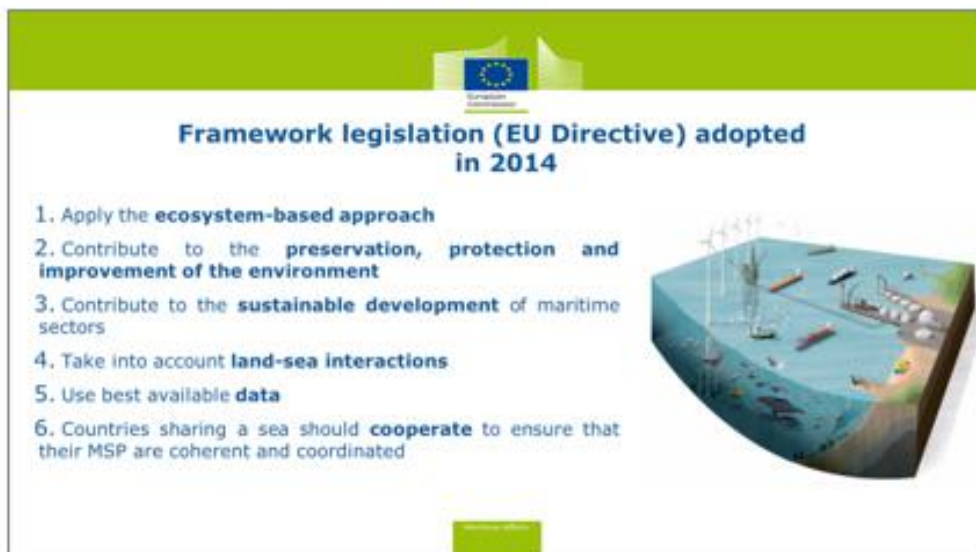 European
Commission
Framework legislation (EU Directive) adopted
in 2014
1. Apply the ecosystem-based approach
2. Contribute to the preservation, protection and
improvement of the environment
3. Contribute to the sustainable development of maritime
sectors
4. Take into account land-sea interactions
5. Use best available data
6. Countries sharing a sea should cooperate to ensure that
their MSP are coherent and coordinated